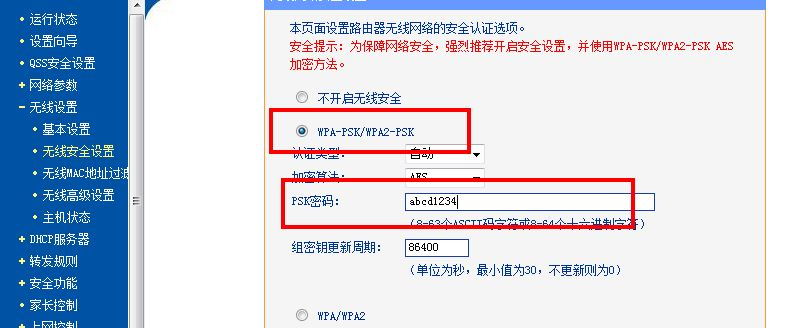 运行状态
设置向导
QSS安全设置
网络参数
无线设置
基本设置
无线安全设置
无线MAC地址过滤
无线高级设置
主机状态
DHCP服务器
转发规则
安全功能
家长控制
上网控制
本页面设置路由器无线网络的安全认证选项。
安全提示：为保障网络安全，强烈推荐开启安全设置，并使用WPA-PSK/WPA2-PSK AES
加密方法。
不开启无线安全
WPA-PSK/WPA2-PSK
认证类型： 自动
加密算法： AES
PSK密码： abcd1234
（8-63个ASCII码字符或8-64个十六进制字符）
组密钥更新周期： 86400
（单位为秒，最小值为30，不更新则为0）
WPA/WPA2